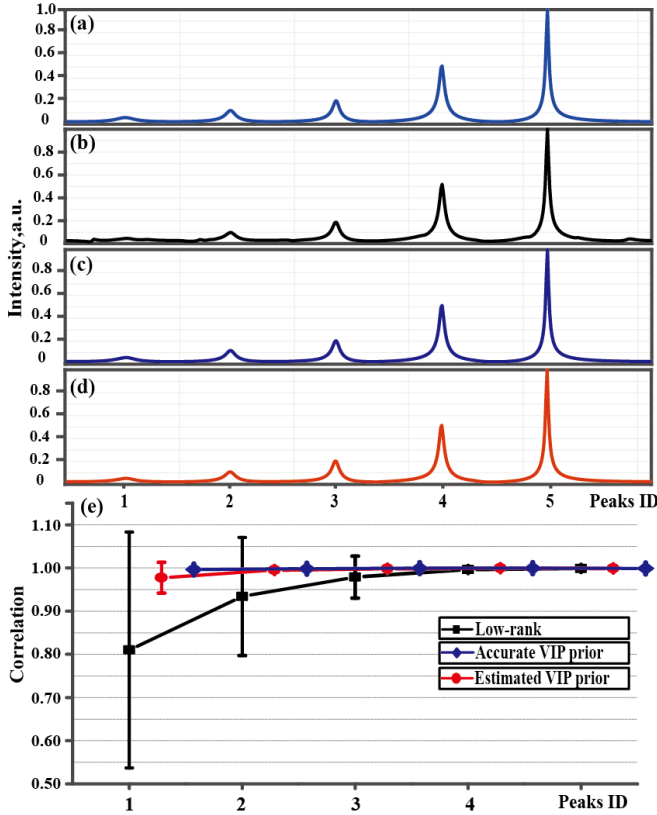 (a)
1.0
0.8
0.6
0.4
0.2
0
(b)
0.8
0.6
0.4
0.2
0
Intensity,a.u.
(c)
0.8
0.6
0.4
0.2
0
(d)
0.8
0.6
0.4
0.2
0
1 2 3 4 5 Peaks ID
(e)
1.10
1.00
0.90
0.80
0.70
0.60
0.50
Correlation
Low-rank
Accurate VIP prior
Estimated VIP prior
1 2 3 4 Peaks ID